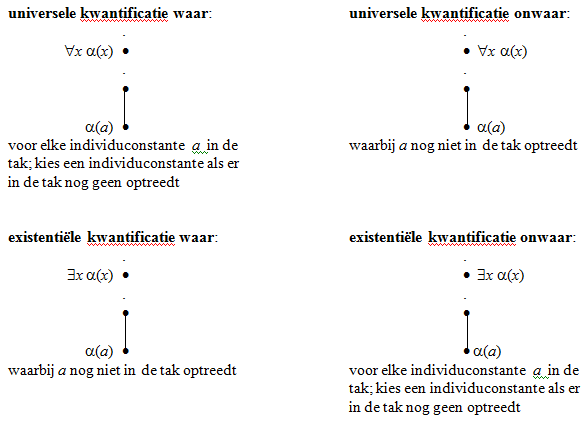 universele kwantificatie waar:
∀x α(x)
α(a)
voor elke individuconstante a in de
tak; kies een individuconstante als er
in de tak nog geen optreedt
universele kwantificatie onwaar:
∀x α(x)
α(a)
waarbij a nog niet in de tak optreedt
existentiële kwantificatie waar:
∃x α(x)
α(a)
waarbij a nog niet in de tak optreedt
existentiële kwantificatie onwaar:
∃x α(x)
α(a)
voor elke individuconstante a in de
tak; kies een individuconstante als er
in de tak nog geen optreedt